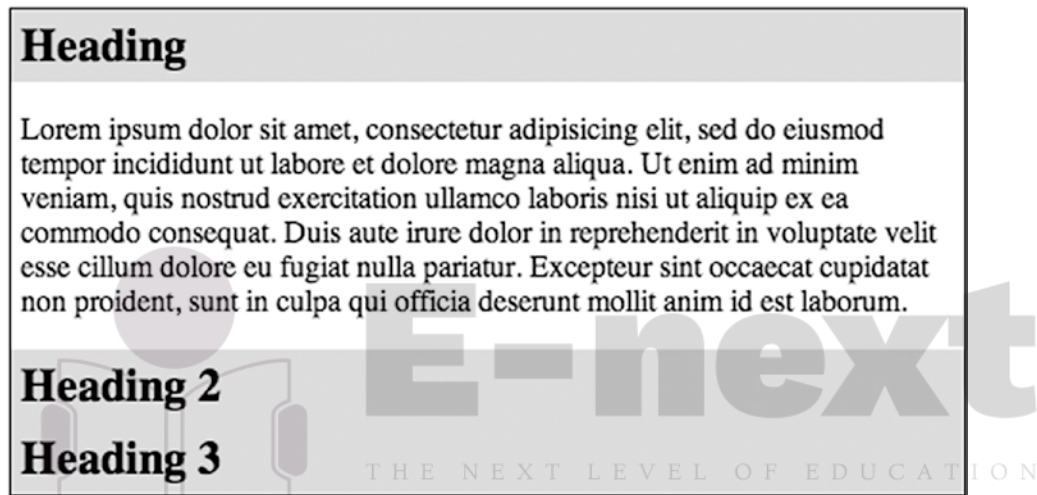 Heading
Lorem ipsum dolor sit amet, consectetur adipisicing elit, sed do eiusmod
tempor incididunt ut labore et dolore magna aliqua. Ut enim ad minim
veniam, quis nostrud exercitation ullamco laboris nisi ut aliquip ex ea
commodo consequat. Duis aute irure dolor in reprehenderit in voluptate velit
esse cillum dolore eu fugiat nulla pariatur. Excepteur sint occaecat cupidatat
non proident, sunt in culpa qui officia deserunt mollit anim id est laborum.
E-next
Heading 2
Heading 3
THE NEXT LEVEL OF EDUCATION